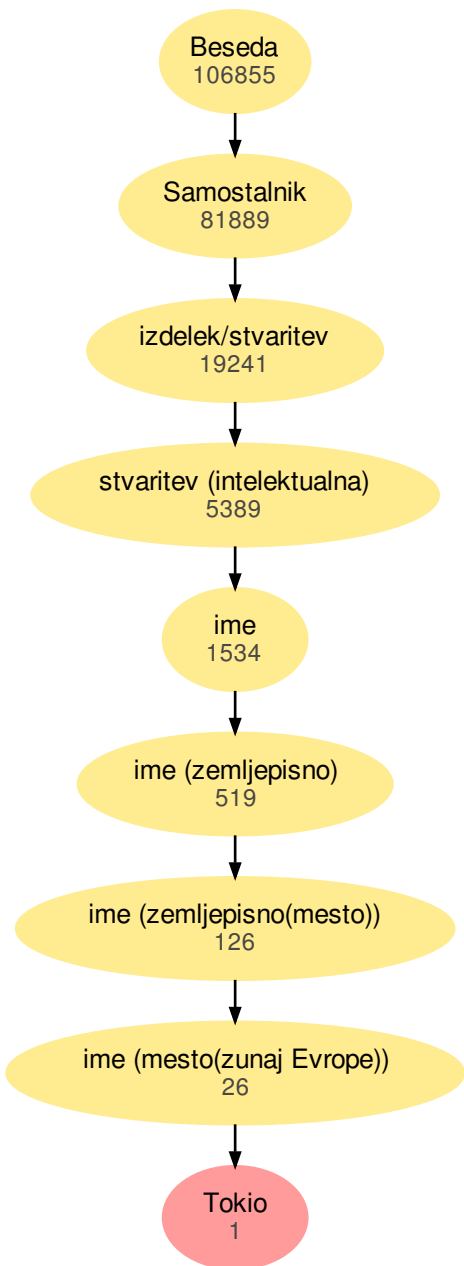 Beseda
106855
Samostalnik
81889
izdelek/stvaritev
19241
stvaritev (intelektualna)
5389
ime
1534
ime (zemljepisno)
519
ime (zemljepisno(mesto))
126
ime (mesto(zunaj Evrope))
26
Tokio
1